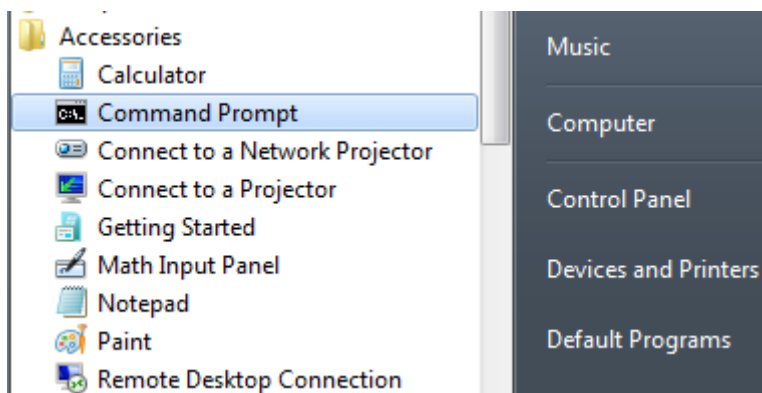 Accessories
Calculator
Command Prompt
Connect to a Network Projector
Connect to a Projector
Getting Started
Math Input Panel
Notepad
Paint
Remote Desktop Connection
Music
Computer
Control Panel
Devices and Printers
Default Programs